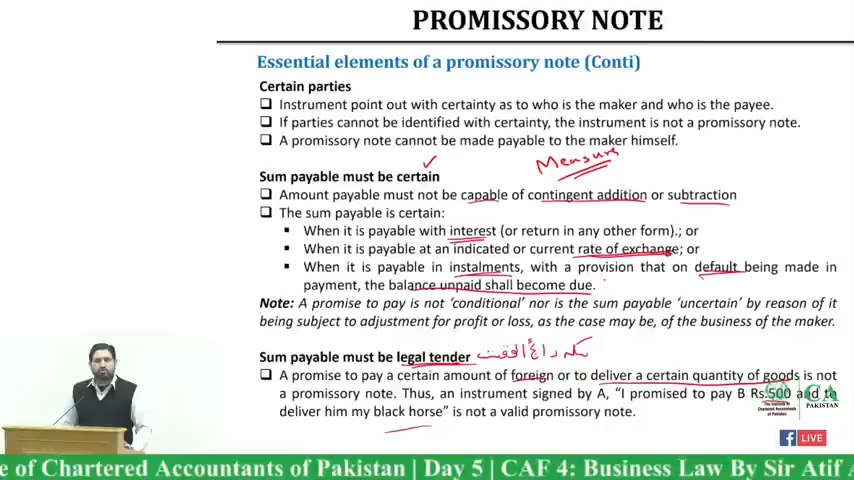 PROMISSORY NOTE
Essential elements of a promissory note (Conti)
Certain parties
❑ Instrument point out with certainty as to who is the maker and who is the payee.
❑ If parties cannot be identified with certainty, the instrument is not a promissory note.
❑ A promissory note cannot be made payable to the maker himself.
Measure
Sum payable must be certain
❑ Amount payable must not be capable of contingent addition or subtraction
❑ The sum payable is certain:
▪ When it is payable with interest (or return in any other form).; or
▪ When it is payable at an indicated or current rate of exchange; or
▪ When it is payable in instalments, with a provision that on default being made in
payment, the balance unpaid shall become due.
Note: A promise to pay is not 'conditional' nor is the sum payable 'uncertain' by reason of it
being subject to adjustment for profit or loss, as the case may be, of the business of the maker.
Sum payable must be legal tender
❑ A promise to pay a certain amount of foreign or to deliver a certain quantity of goods is not
a promissory note. Thus, an instrument signed by A, "I promised to pay B Rs.500 and to
deliver him my black horse" is not a valid promissory note.
The Institute of
Chartered Accountants
of Pakistan
CA
PAKISTAN
LIVE
e of Chartered Accountants of Pakistan | Day 5 | CAF 4: Business Law By Sir Atif A